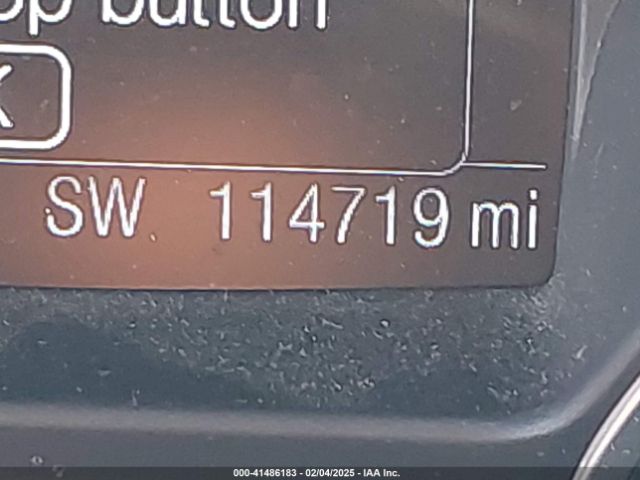 button
SW 114719 mi
000-41486183 - 02/04/2025 - IAA Inc.